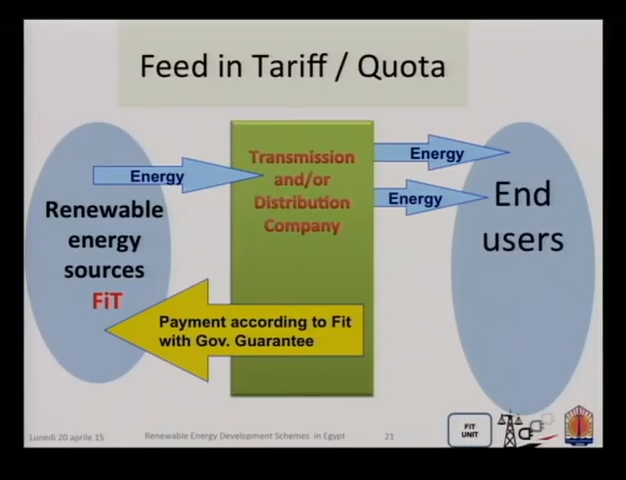 Feed in Tariff / Quota
Energy
Renewable
energy
sources
FiT
Transmission
and/or
Distribution
Company
Energy
Energy
End
users
Payment according to Fit
with Gov. Guarantee
Lunedì 20 aprile 15
Renewable Energy Development Schemes in Egypt
21
FIT
UNIT